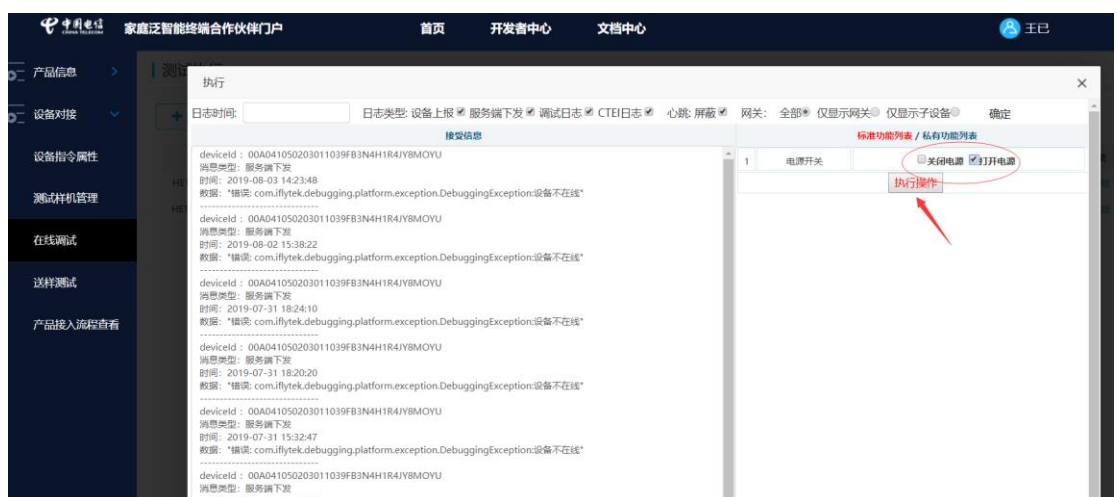 中国电信 家庭泛智能终端合作伙伴门户 首页 开发者中心 文档中心 王已
CHINA TELECOM
产品信息
设备对接
设备指令属性
测试样机管理
在线调试
送样测试
产品接入流程查看
执行
日志时间: 日志类型: 设备上报 服务端下发 调试日志 CTEI日志 心跳: 屏蔽 网关: 全部 仅显示网关 仅显示子设备 确定
接受信息
deviceId : 00A041050203011039FB3N4H1R4JY8MOYU
消息类型: 服务端下发
时间: 2019-08-03 14:23:48
数据: "错误: com.iflytek.debugging.platform.exception.DebuggingException:设备不在线"
------------------------------
deviceId : 00A041050203011039FB3N4H1R4JY8MOYU
消息类型: 服务端下发
时间: 2019-08-02 15:38:22
数据: "错误: com.iflytek.debugging.platform.exception.DebuggingException:设备不在线"
------------------------------
deviceId : 00A041050203011039FB3N4H1R4JY8MOYU
消息类型: 服务端下发
时间: 2019-07-31 18:24:10
数据: "错误: com.iflytek.debugging.platform.exception.DebuggingException:设备不在线"
------------------------------
deviceId : 00A041050203011039FB3N4H1R4JY8MOYU
消息类型: 服务端下发
时间: 2019-07-31 18:20:20
数据: "错误: com.iflytek.debugging.platform.exception.DebuggingException:设备不在线"
------------------------------
deviceId : 00A041050203011039FB3N4H1R4JY8MOYU
消息类型: 服务端下发
时间: 2019-07-31 15:32:47
数据: "错误: com.iflytek.debugging.platform.exception.DebuggingException:设备不在线"
------------------------------
deviceId : 00A041050203011039FB3N4H1R4JY8MOYU
消息类型: 服务端下发
标准功能列表 / 私有功能列表
1 电源开关 关闭电源 打开电源
执行操作